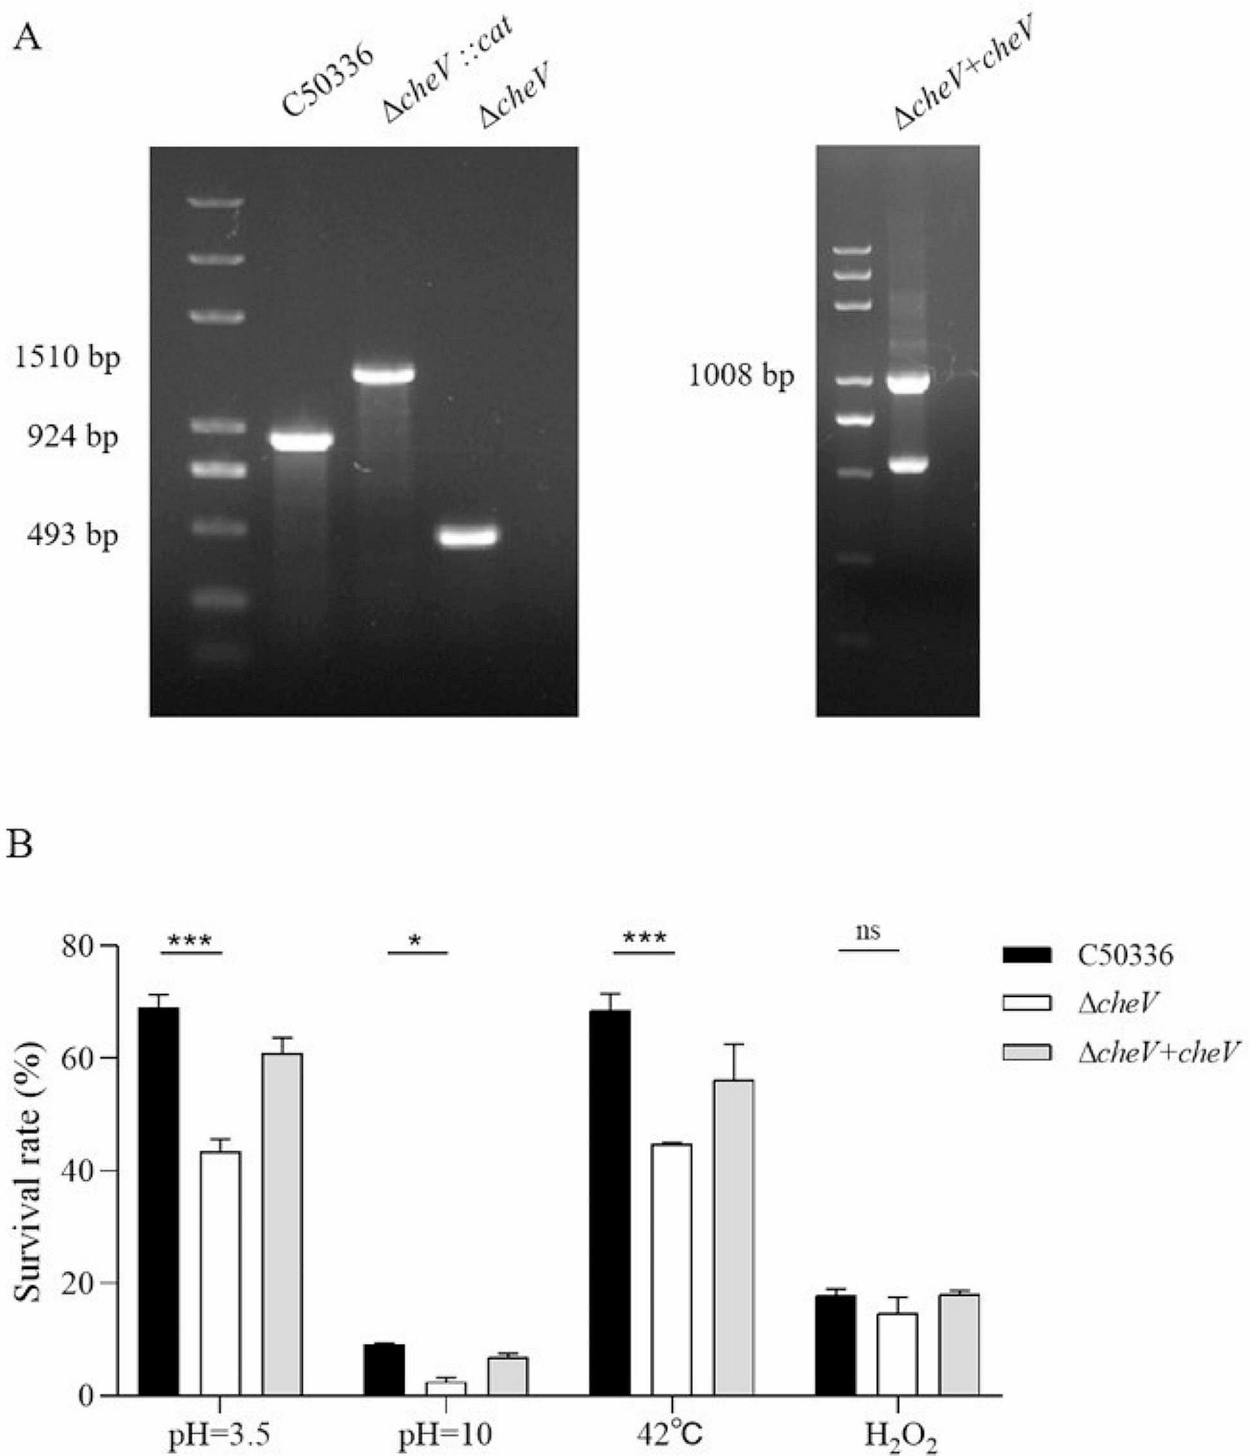 A
C50336
ΔcheV::cat
ΔcheV
ΔcheV+cheV
1510 bp
924 bp
493 bp
1008 bp
B
Survival rate (%)
80
60
40
20
0
***
*
***
ns
C50336
ΔcheV
ΔcheV+cheV
pH=3.5
pH=10
42℃
H₂O₂